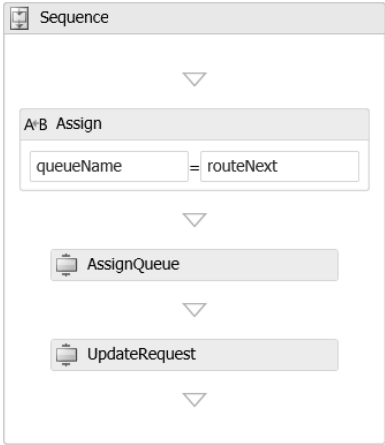 Sequence
A+B Assign
queueName = routeNext
AssignQueue
UpdateRequest